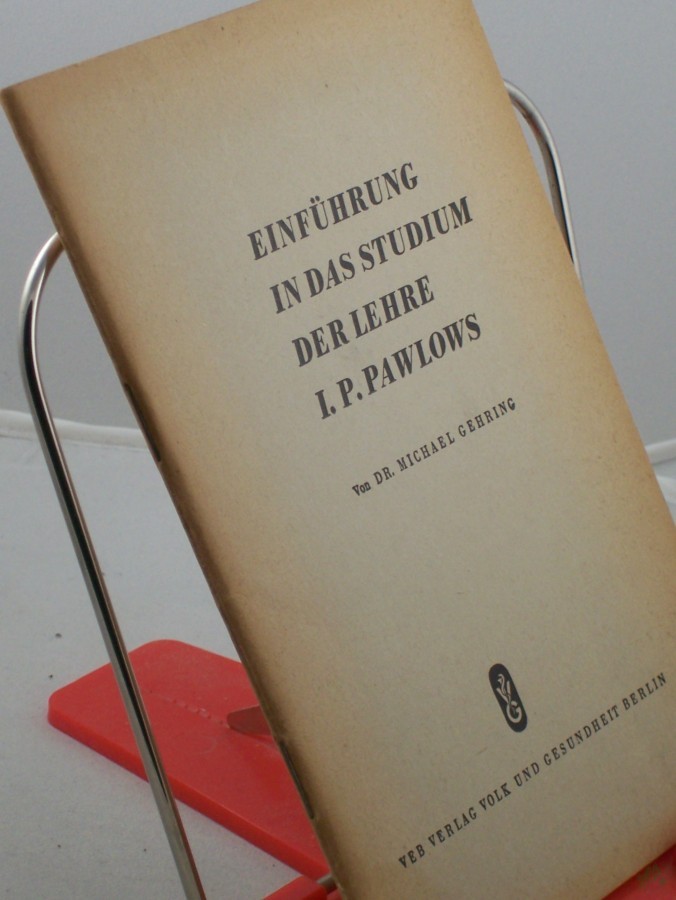 EINFÜHRUNG
IN DAS STUDIUM
DER LEHRE
I. P. PAWLOWS
Von DR. MICHAEL GEHRING
VEB VERLAG VOLK UND GESUNDHEIT BERLIN